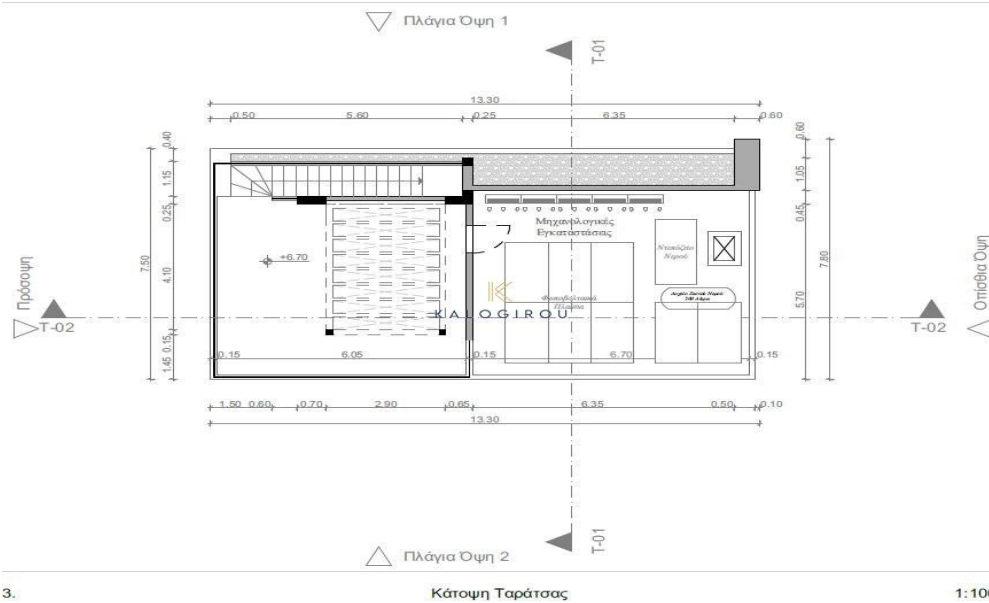 Πλάγια Όψη 1
T-01
13.30
0.50 5.60 0.25 6.35 0.60
0.40
1.15
0.25
4.10
0.15
1.45
7.50
0.60
1.05
0.45
5.70
7.80
Μηχανολογικές
Εγκαταστάσεις
Ντεπόζιτο
Νερού
+6.70
Φωτοβολταικά
Πλαίσια
KALOGIROU
Πρόσοψη
T-02
Οπίσθια Όψη
T-02
0.15 6.05 0.15 6.70 0.15
1.50 0.60 0.70 2.90 0.65 6.35 0.50 0.10
13.30
T-01
Πλάγια Όψη 2
3. Κάτοψη Ταράτσας 1:100